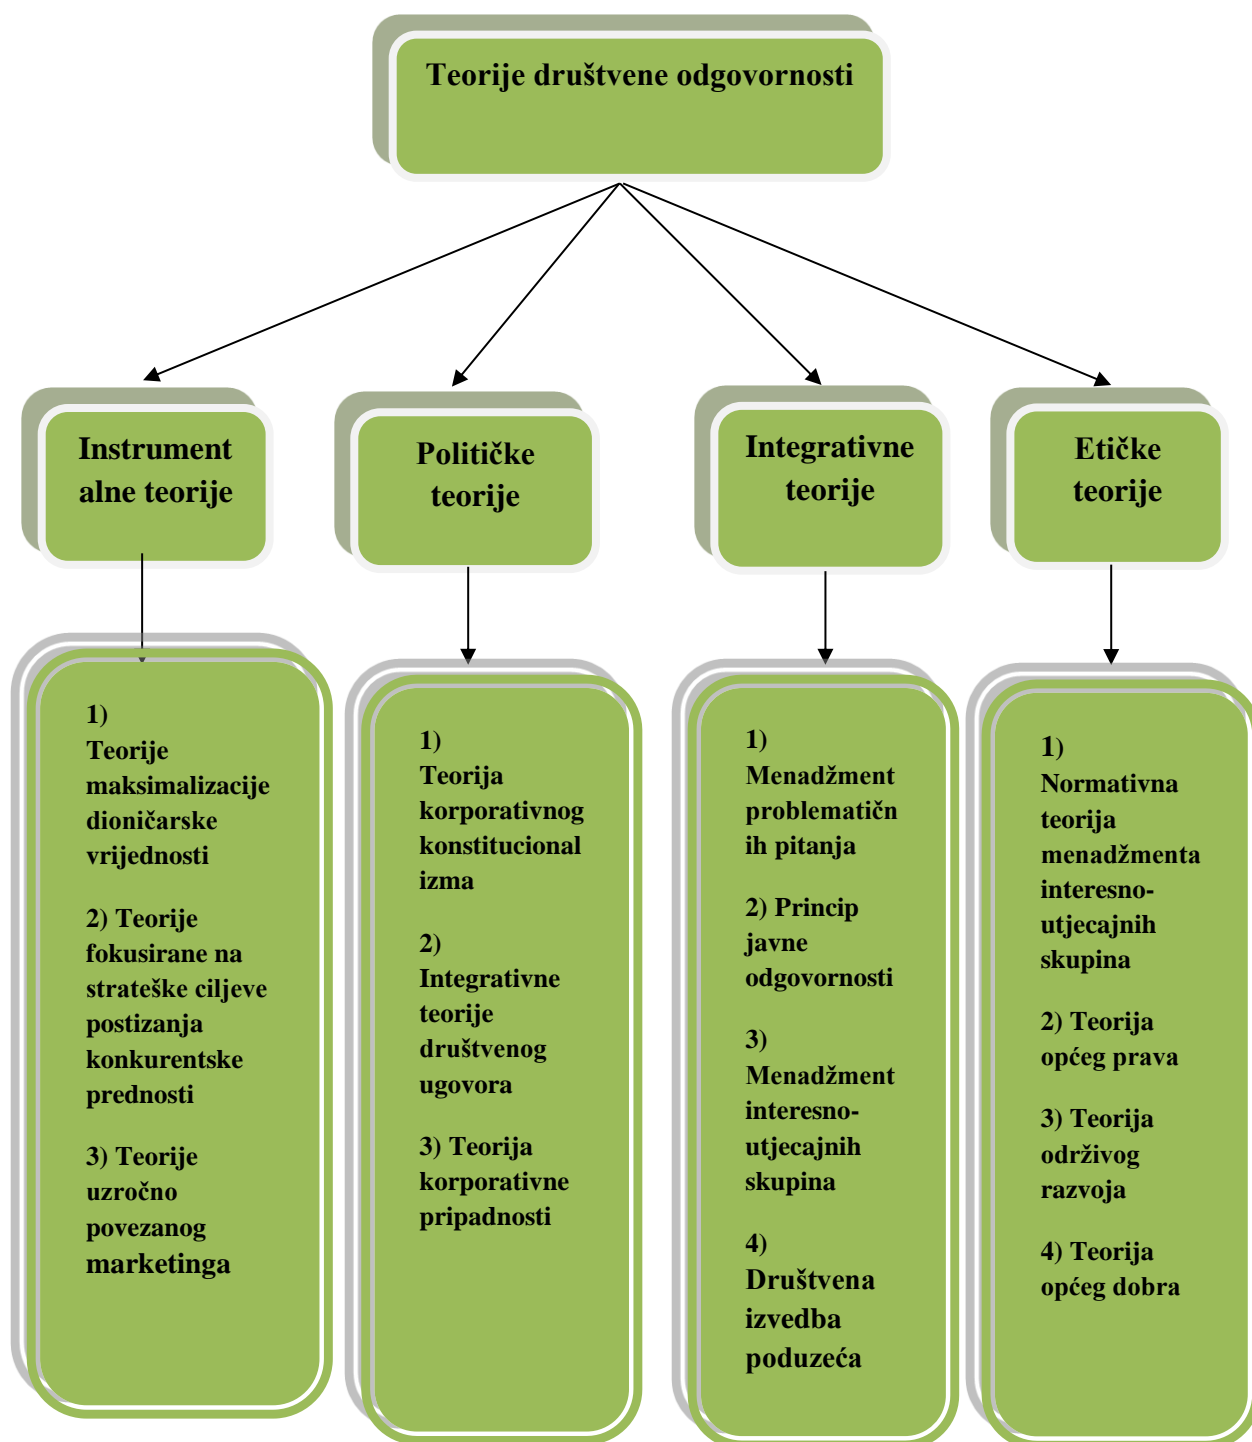 Teorije društvene odgovornosti
Instrument
alne teorije
Političke
teorije
Integrativne
teorije
Etičke
teorije
1)
Teorije
maksimalizacije
dioničarske
vrijednosti
2) Teorije
fokusirane na
strateške ciljeve
postizanja
konkurentske
prednosti
3) Teorije
uzročno
povezanog
marketinga
1)
Teorija
korporativnog
konstitucional
izma
2)
Integrativne
teorije
društvenog
ugovora
3) Teorija
korporativne
pripadnosti
1)
Menadžment
problematičn
ih pitanja
2) Princip
javne
odgovornosti
3)
Menadžment
interesno-
utjecajnih
skupina
4)
Društvena
izvedba
poduzeća
1)
Normativna
teorija
menadžmenta
interesno-
utjecajnih
skupina
2) Teorija
općeg prava
3) Teorija
održivog
razvoja
4) Teorija
općeg dobra